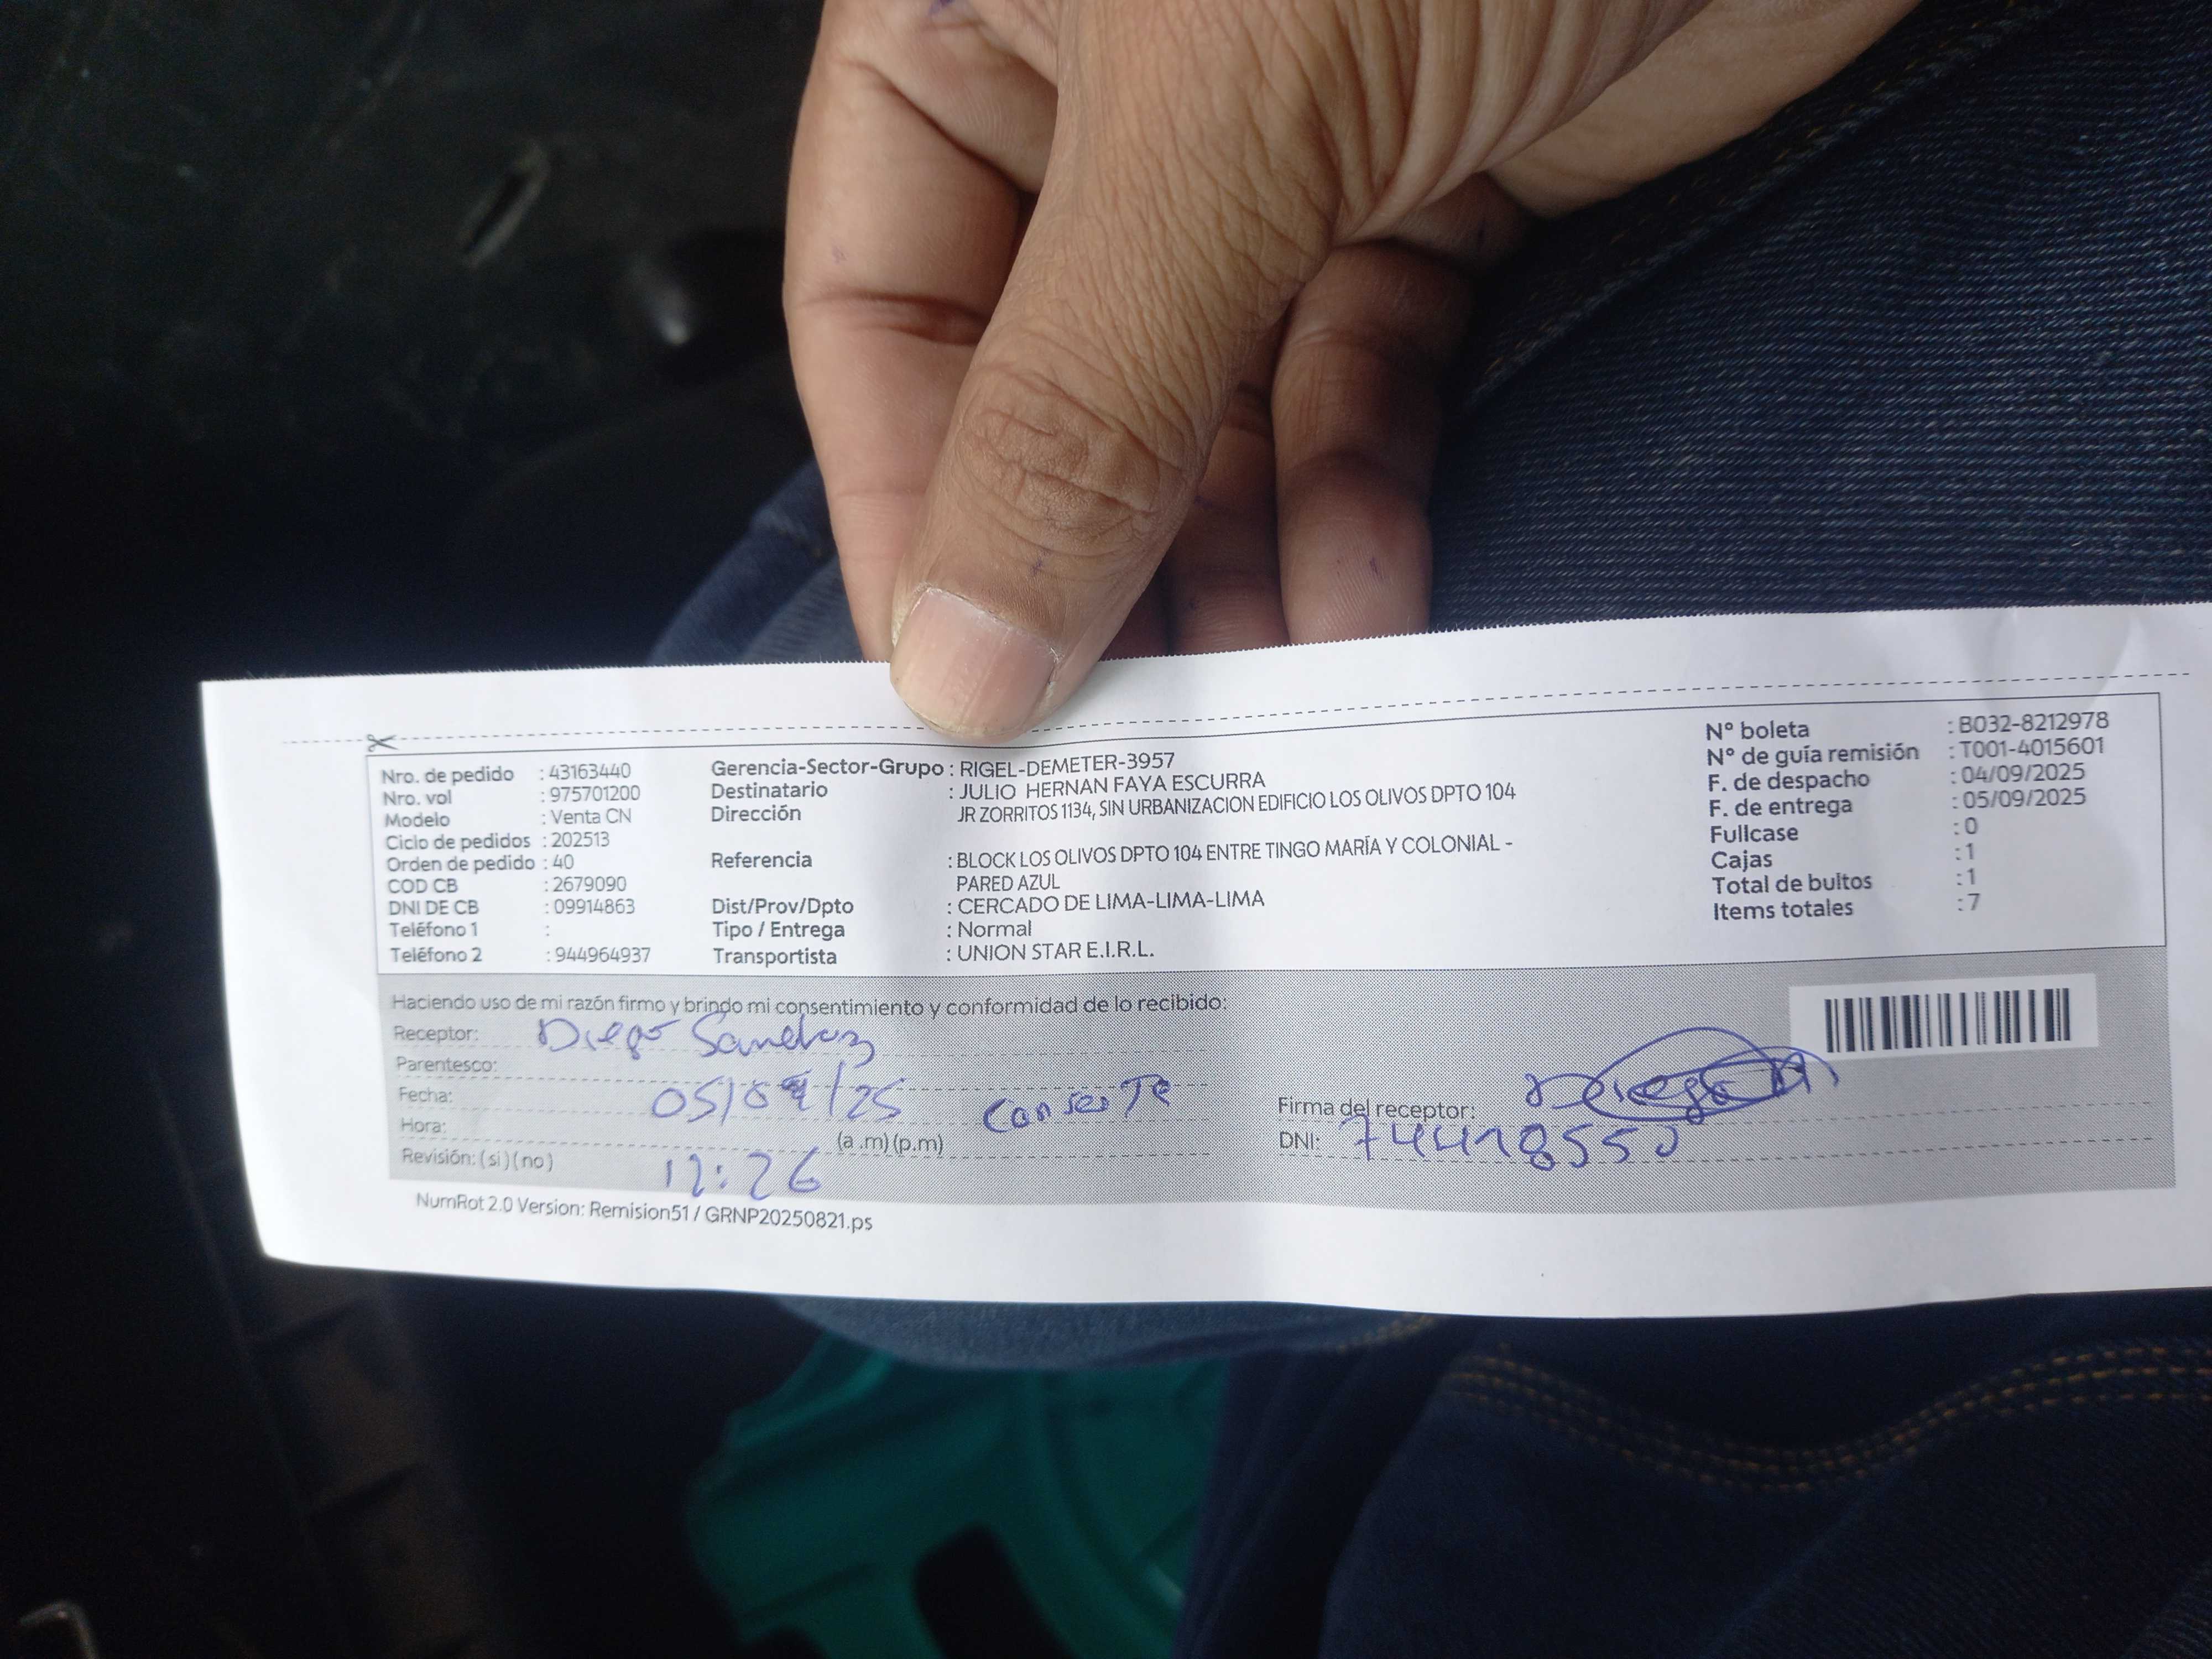 Nro. de pedido : 43163440
Nro. vol : 975701200
Modelo : Venta CN
Ciclo de pedidos : 202513
Orden de pedido : 40
COD CB : 2679090
DNI DE CB : 09914863
Teléfono 1 :
Teléfono 2 : 944964937
Gerencia-Sector-Grupo : RIGEL-DEMETER-3957
Destinatario : JULIO HERNAN FAYA ESCURRA
Dirección JR ZORRITOS 1134, SIN URBANIZACION EDIFICIO LOS OLIVOS DPTO 104
Referencia : BLOCK LOS OLIVOS DPTO 104 ENTRE TINGO MARÍA Y COLONIAL -
PARED AZUL
Dist/Prov/Dpto : CERCADO DE LIMA-LIMA-LIMA
Tipo / Entrega : Normal
Transportista : UNION STAR E.I.R.L.
N° boleta : B032-8212978
N° de guía remisión : T001-4015601
F. de despacho : 04/09/2025
F. de entrega : 05/09/2025
Fullcase : 0
Cajas : 1
Total de bultos : 1
Items totales : 7
Haciendo uso de mi razón firmo y brindo mi consentimiento y conformidad de lo recibido:
Receptor: Diego Sanchez
Parentesco:
Fecha: 05/09/25
Hora: (a .m) (p.m)
Revisión: (si) (no) 12:26
Firma del receptor: Diego
DNI:
NumRot 2.0 Version: Remision51 / GRNP20250821.ps